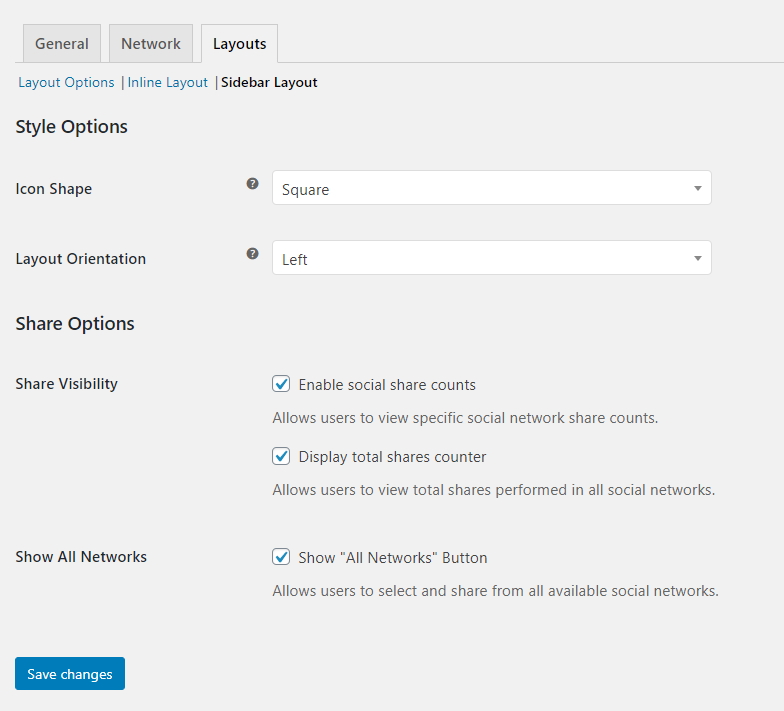 General Network Layouts
Layout Options | Inline Layout | Sidebar Layout
Style Options
Icon Shape ? Square
Layout Orientation ? Left
Share Options
Share Visibility Enable social share counts
Allows users to view specific social network share counts.
Display total shares counter
Allows users to view total shares performed in all social networks.
Show All Networks Show "All Networks" Button
Allows users to select and share from all available social networks.
Save changes